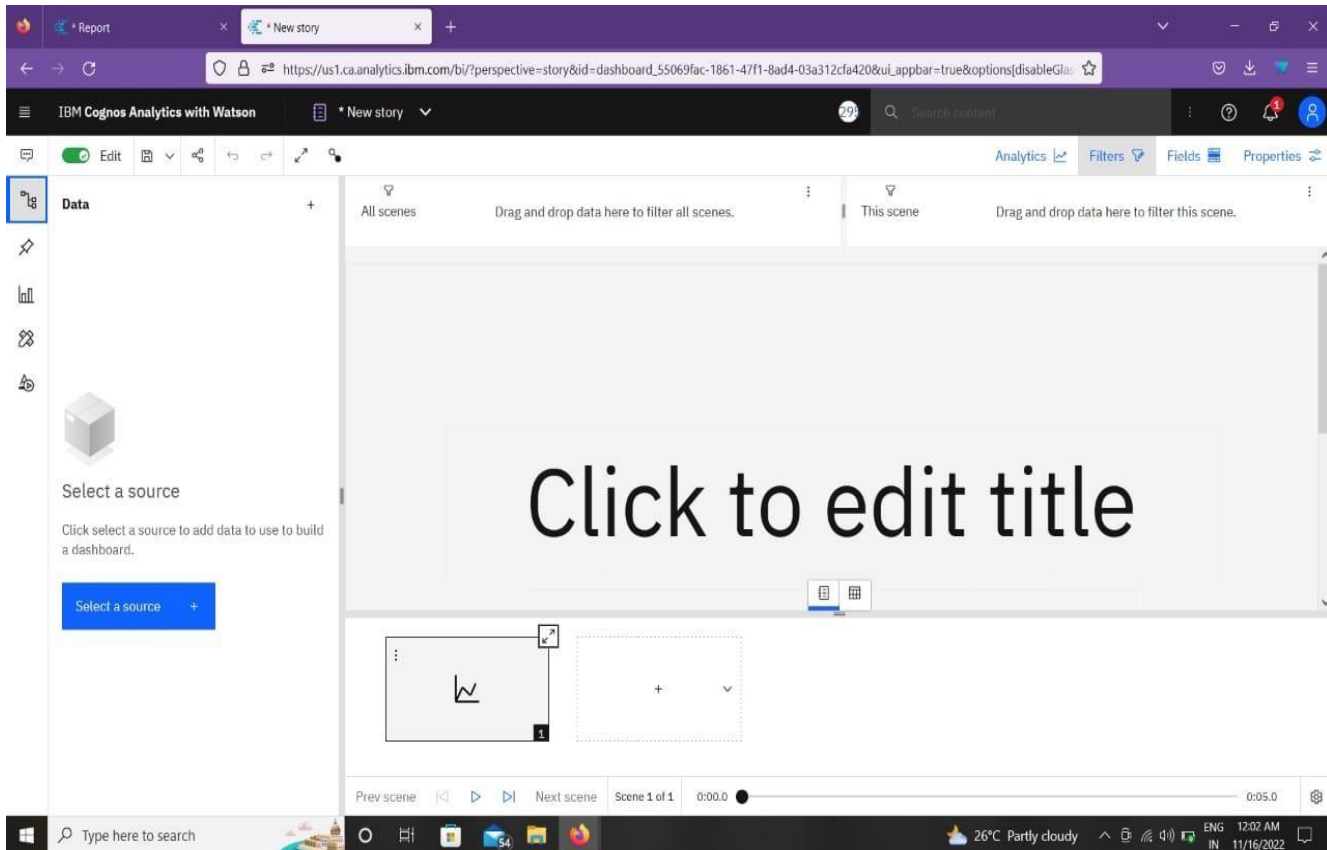 * Report
* New story
https://us1.ca.analytics.ibm.com/bi/?perspective=story&id=dashboard_55069fac-1861-47f1-8ad4-03a312cfa420&ui_appbar=true&options[disableGlas
IBM Cognos Analytics with Watson
* New story
Search content
1
Edit
Analytics
Filters
Fields
Properties
Data
All scenes
Drag and drop data here to filter all scenes.
This scene
Drag and drop data here to filter this scene.
Select a source
Click select a source to add data to use to build
a dashboard.
Select a source +
Click to edit title
1
Prev scene
Next scene
Scene 1 of 1
0:00.0
0:05.0
Type here to search
54
26°C Partly cloudy
ENG
IN
12:02 AM
11/16/2022